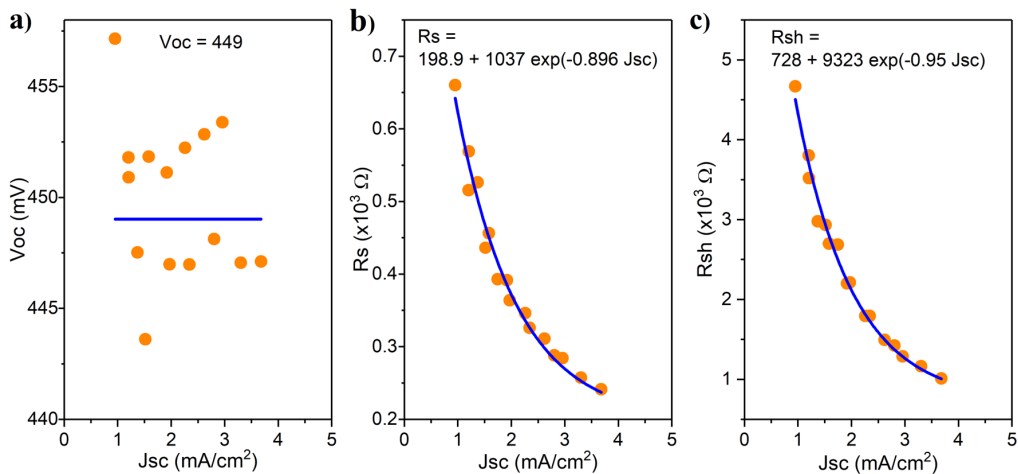 a)
Voc = 449
455
450
445
440
Voc (mV)
0 1 2 3 4 5
Jsc (mA/cm²)
b)
Rs =
198.9 + 1037 exp(-0.896 Jsc)
0.7
0.6
0.5
0.4
0.3
0.2
Rs (x10³ Ω)
0 1 2 3 4 5
Jsc (mA/cm²)
c)
Rsh =
728 + 9323 exp(-0.95 Jsc)
5
4
3
2
1
Rsh (x10³ Ω)
0 1 2 3 4 5
Jsc (mA/cm²)